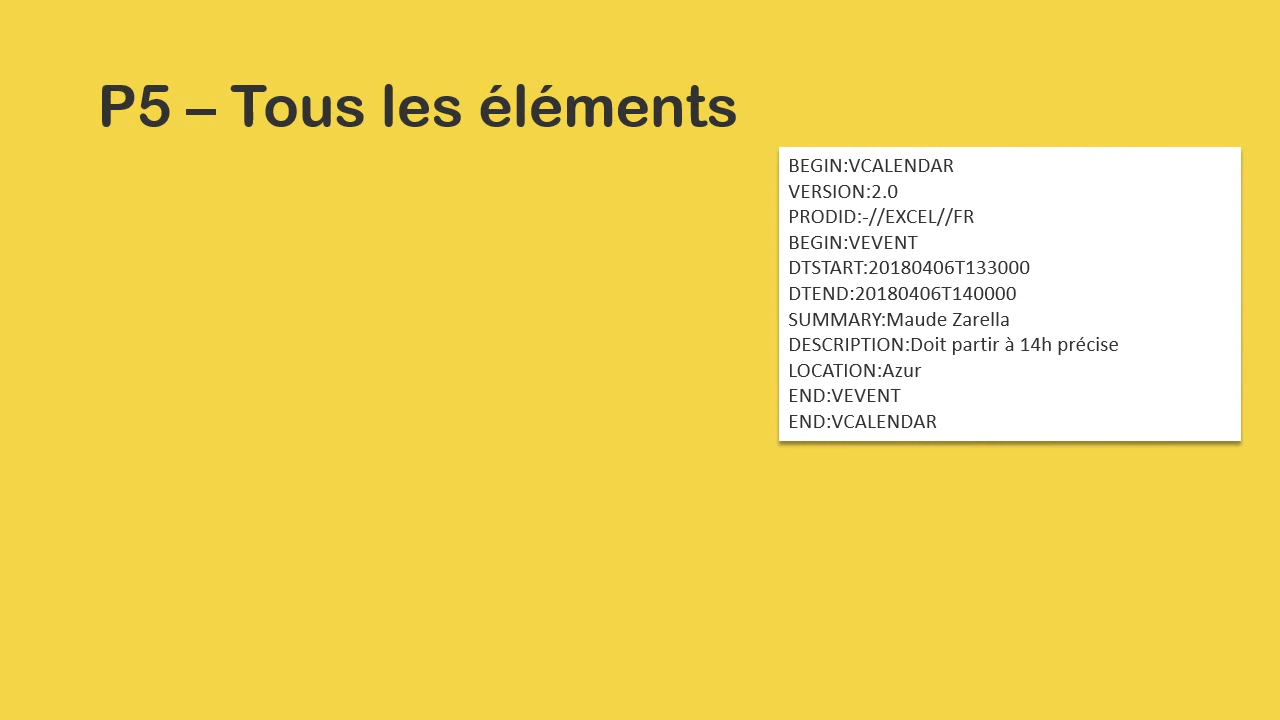 P5 – Tous les éléments
BEGIN:VCALENDAR
VERSION:2.0
PRODID:-//EXCEL//FR
BEGIN:VEVENT
DTSTART:20180406T133000
DTEND:20180406T140000
SUMMARY:Maude Zarella
DESCRIPTION:Doit partir à 14h précise
LOCATION:Azur
END:VEVENT
END:VCALENDAR